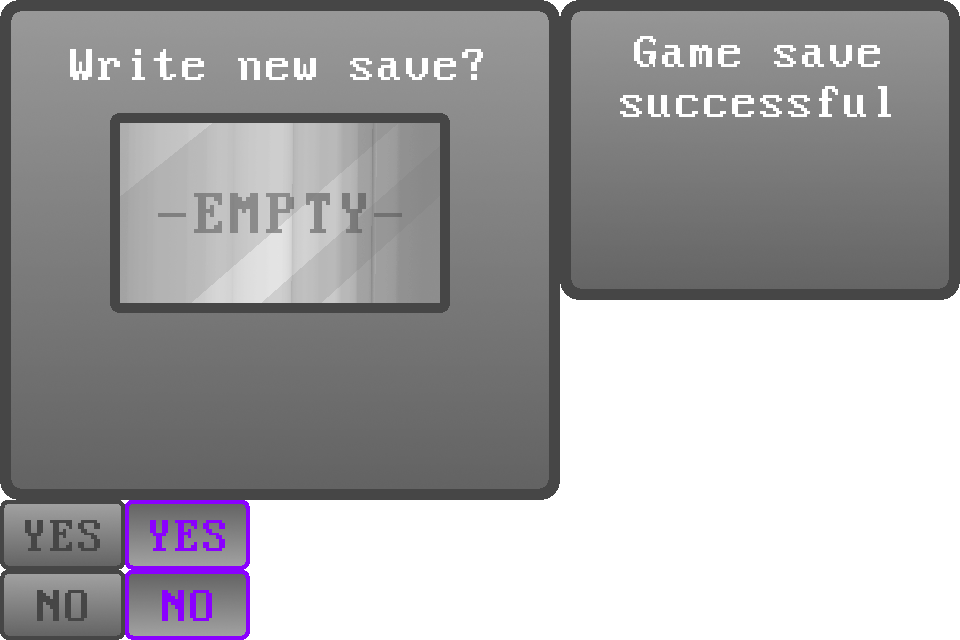 Write new save?
-EMPTY-
Game save
successful
YES
YES
NO
NO